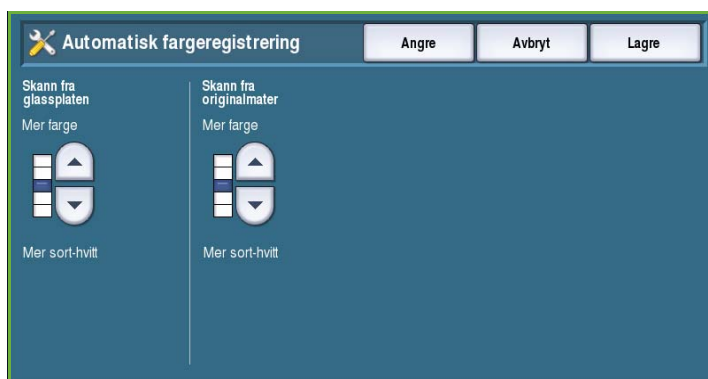 Automatisk fargeregistrering
Angre
Avbryt
Lagre
Skann fra
glassplaten
Mer farge
Mer sort-hvitt
Skann fra
originalmater
Mer farge
Mer sort-hvitt